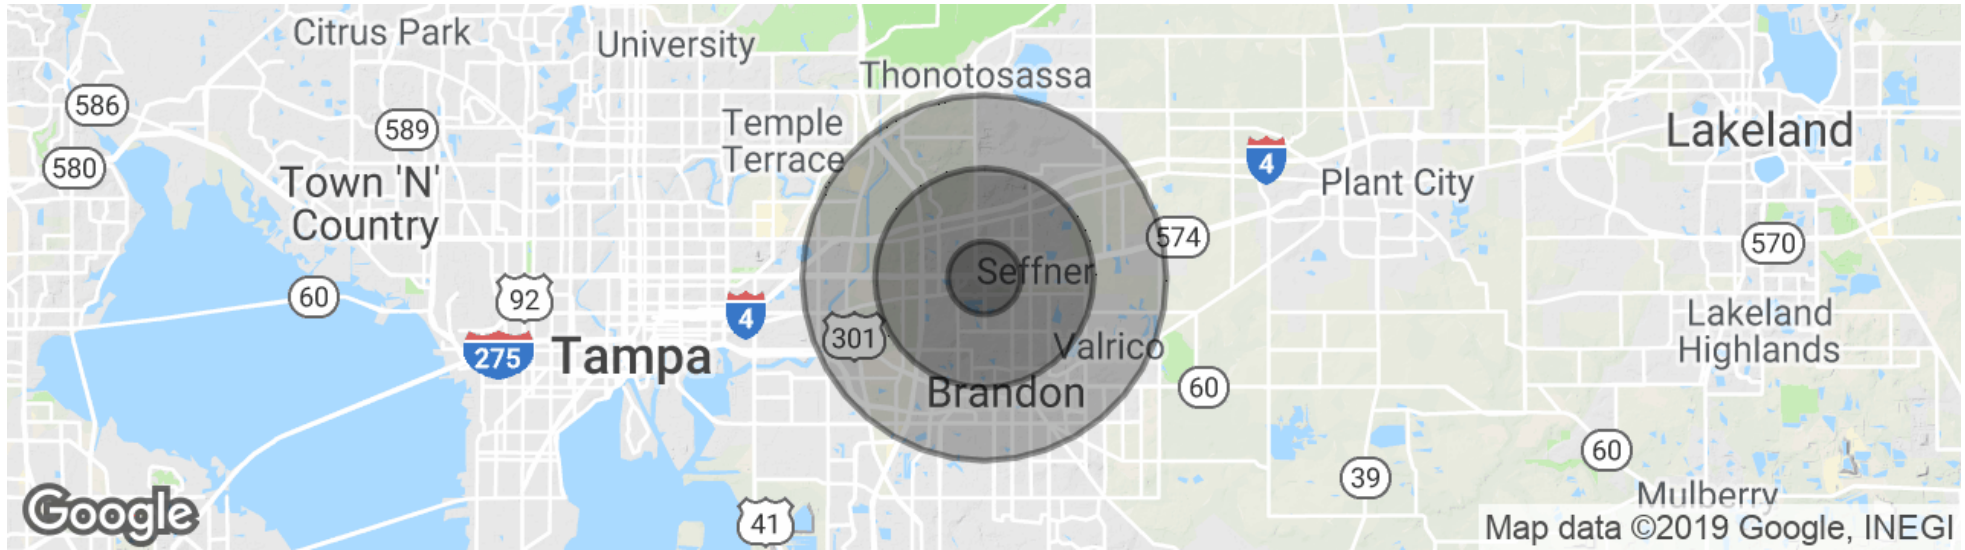 Citrus Park
University
Thonotosassa
586
589
Temple
Terrace
Lakeland
580
4
Town 'N'
Country
Plant City
574
570
Seffner
60
92
4
301
Lakeland
Highlands
275
Tampa
Valrico
Brandon
60
60
39
Mulberry
Google
41
Map data ©2019 Google, INEGI